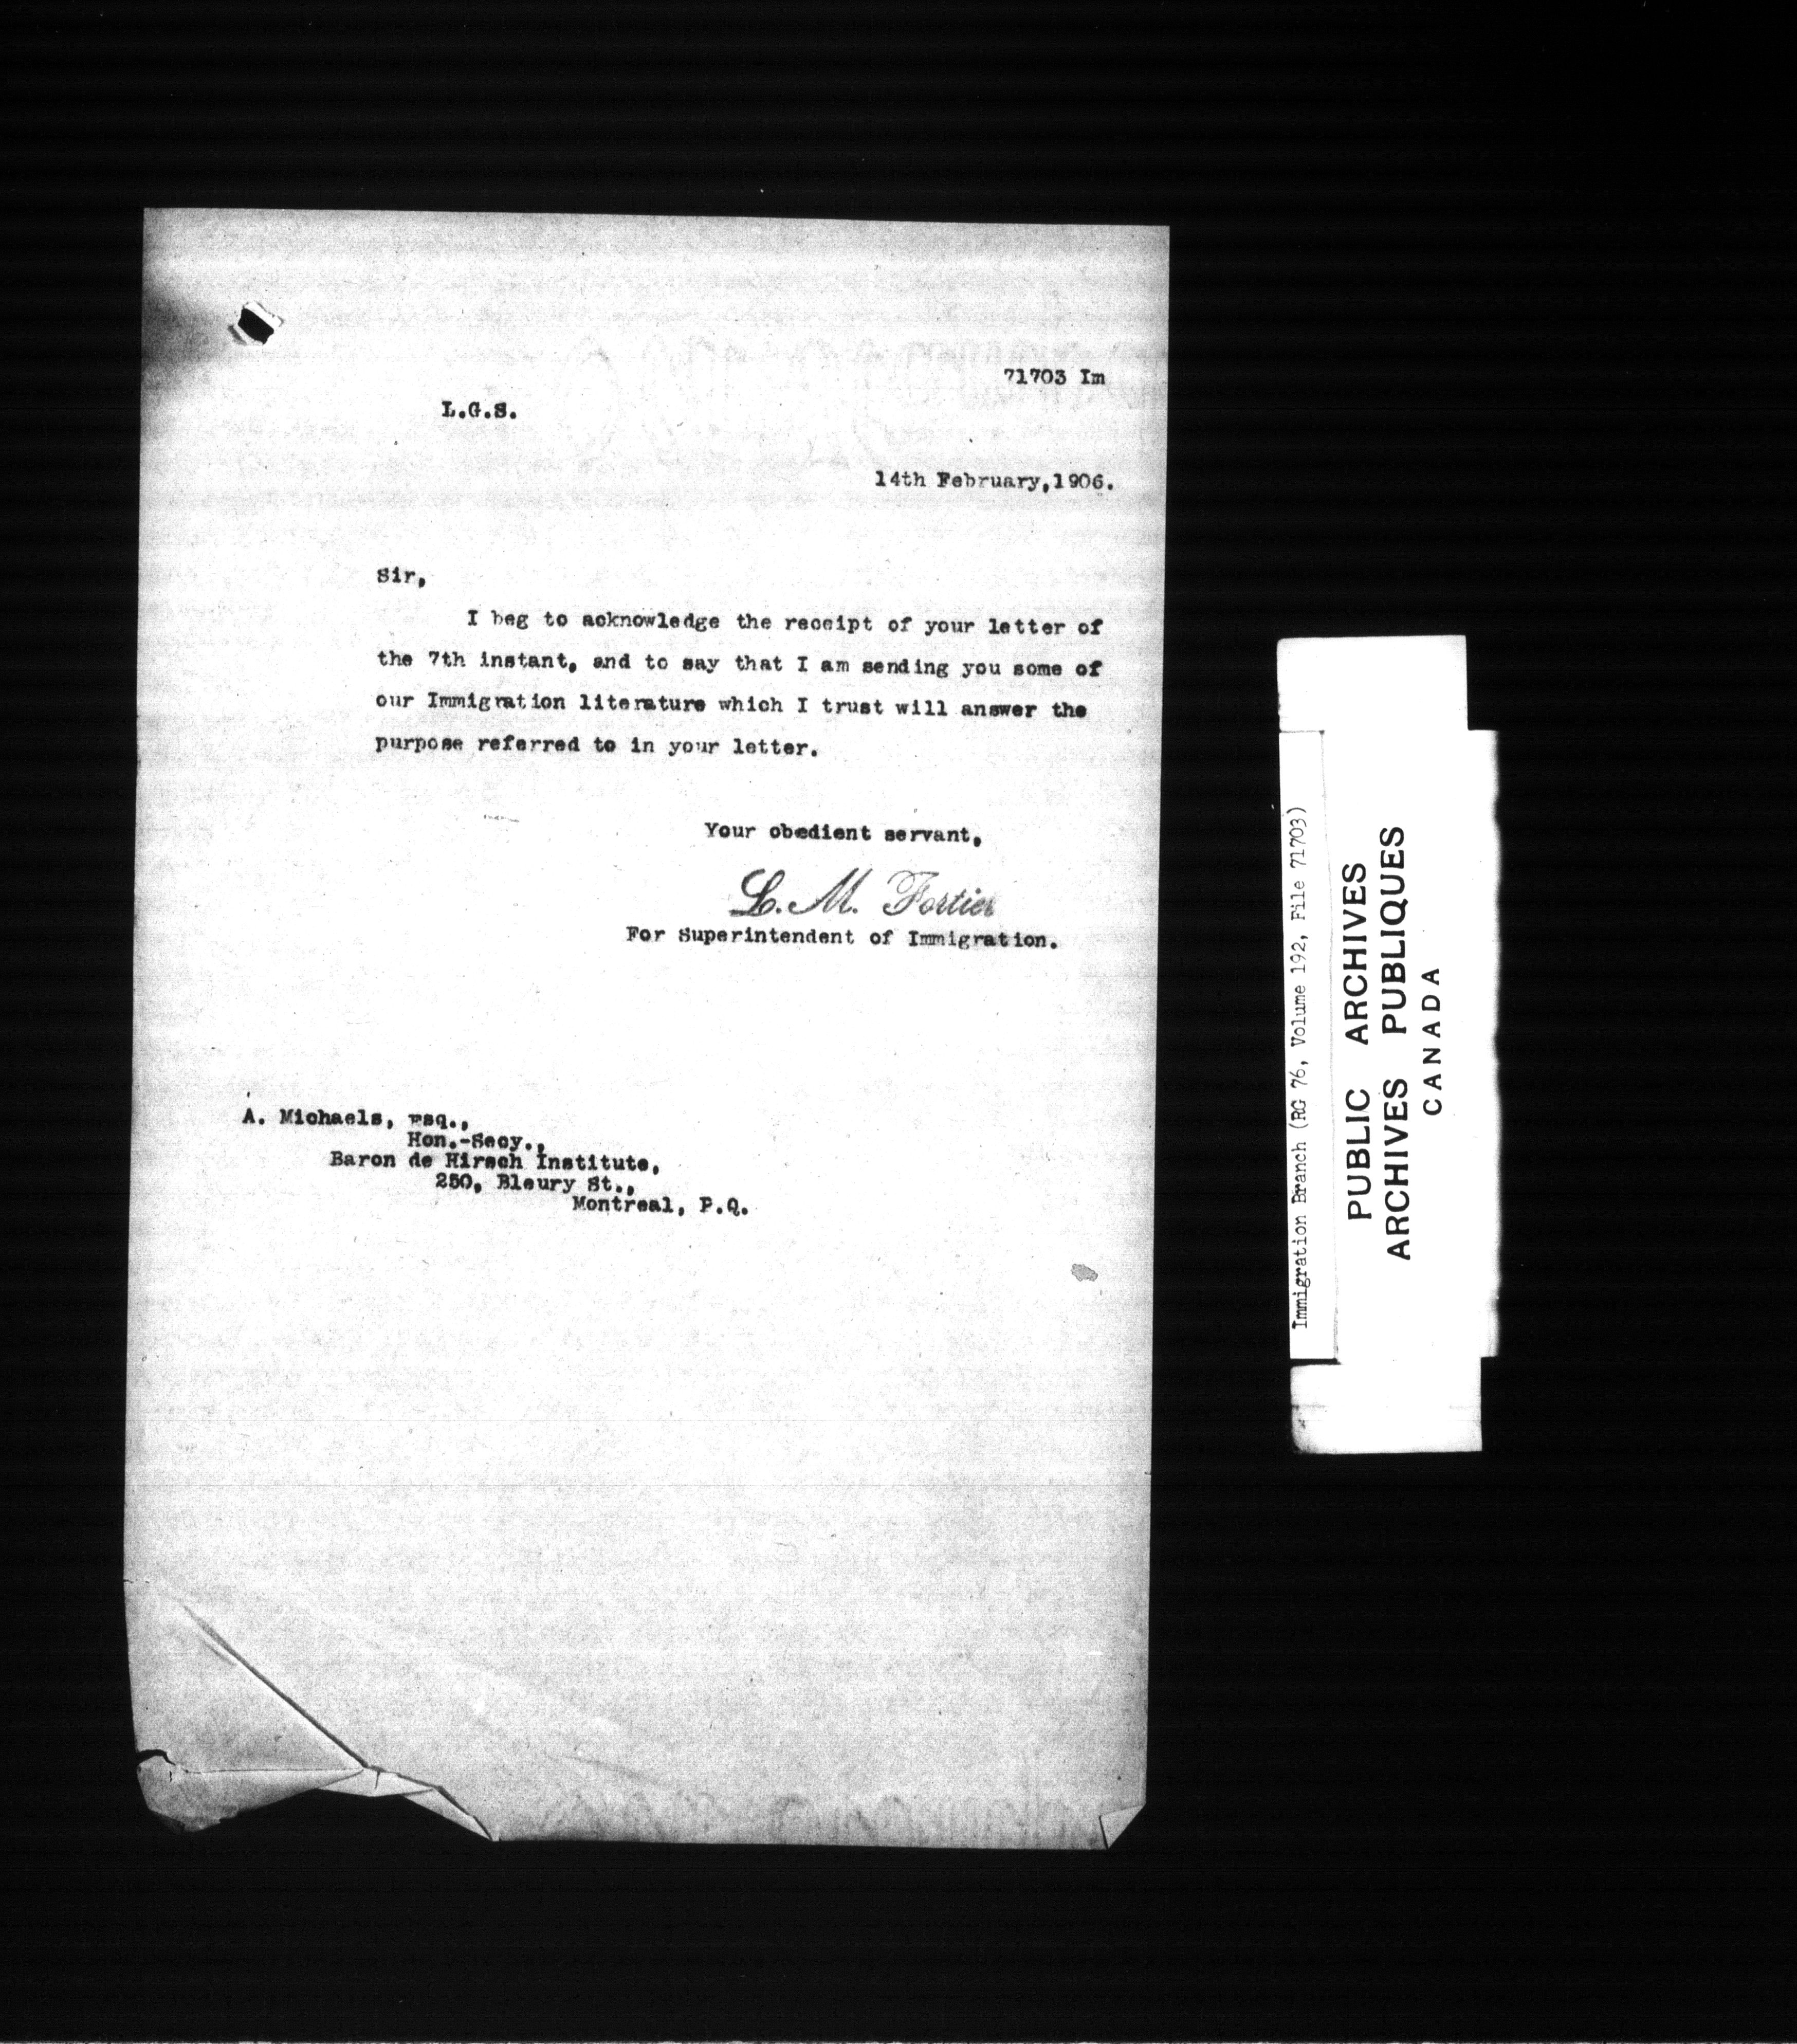 71703 Im
L.G.S.
14th February,1906.
Sir,
I beg to acknowledge the receipt of your letter of
the 7th instant, and to say that I am sending you some of
our Immigration literature which I trust will answer the
purpose referred to in your letter.
Your obedient servant,
L. M. Fortier
For Superintendent of Immigration.
A. Michaels, Esq.,
Hon.-Secy.,
Baron de Hirsch Institute,
250, Bleury St.,
Montreal, P.Q.
Immigration Branch (RG 76, Volume 192, File 71703)
PUBLIC ARCHIVES
ARCHIVES PUBLIQUES
CANADA